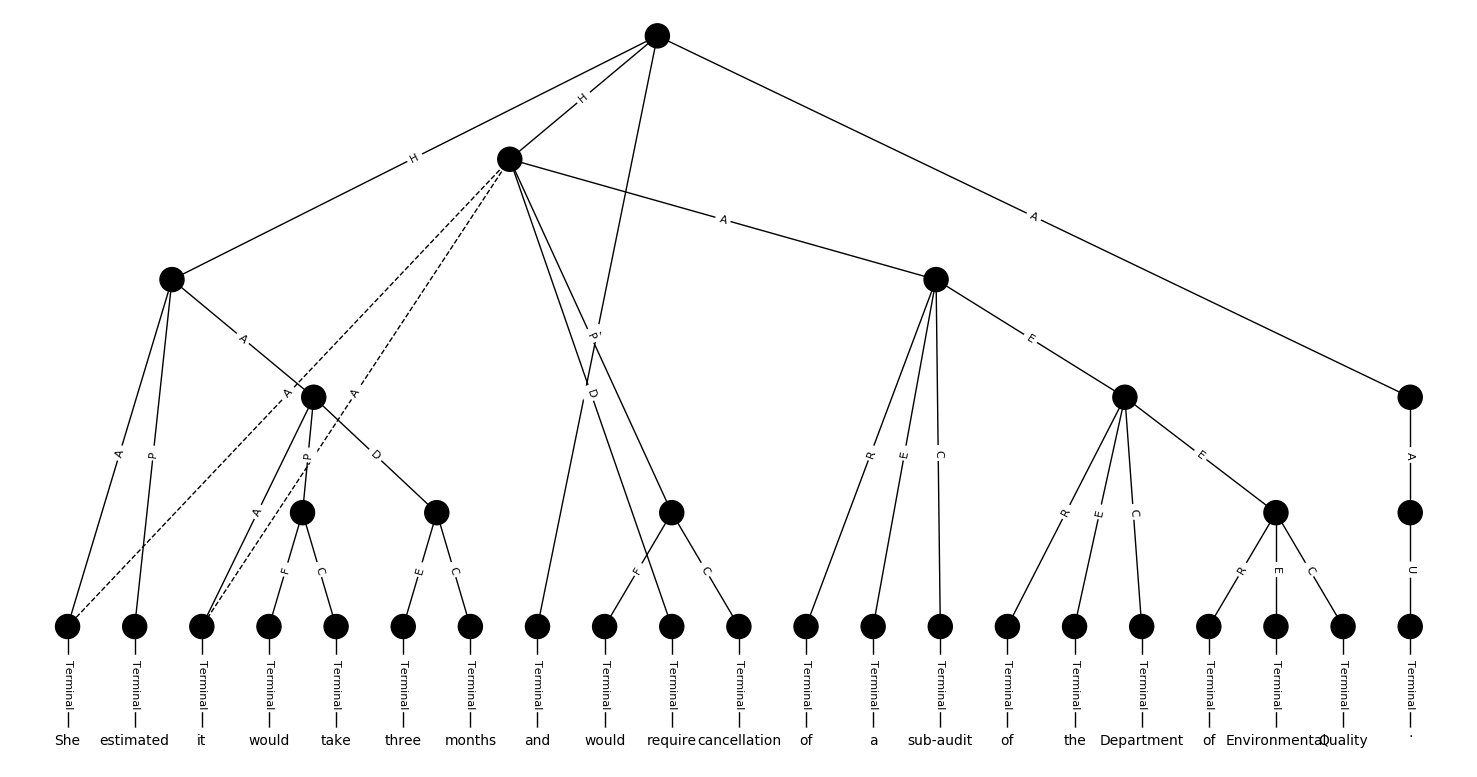 H
H
A
A
A
E
P
A
A
D
A
P
A
P
D
R
E
C
E
A
A
R
E
C
F
C
E
C
F
C
R
E
C
U
Terminal Terminal Terminal Terminal Terminal Terminal Terminal Terminal Terminal Terminal Terminal Terminal Terminal Terminal Terminal Terminal Terminal Terminal Terminal Terminal Terminal
She estimated it would take three months and would require cancellation of a sub-audit of the Department of Environmental Quality .